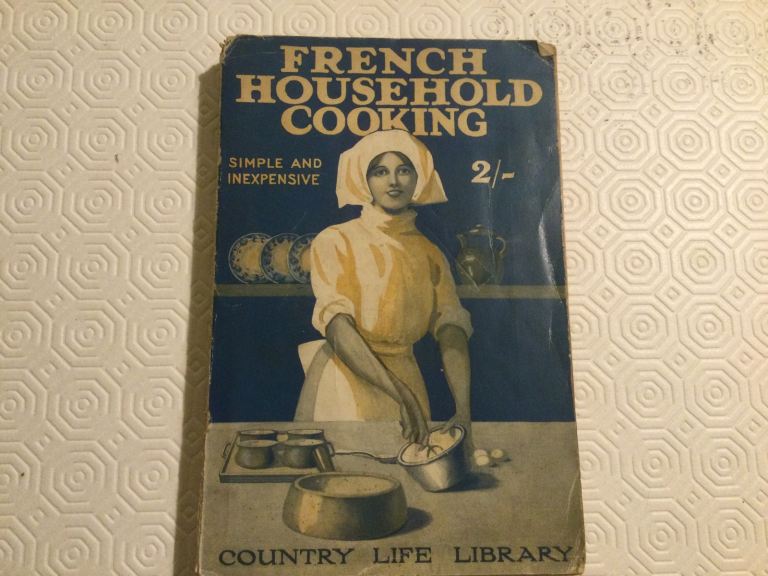 FRENCH
HOUSEHOLD
COOKING
SIMPLE AND
INEXPENSIVE
2/-
COUNTRY LIFE LIBRARY